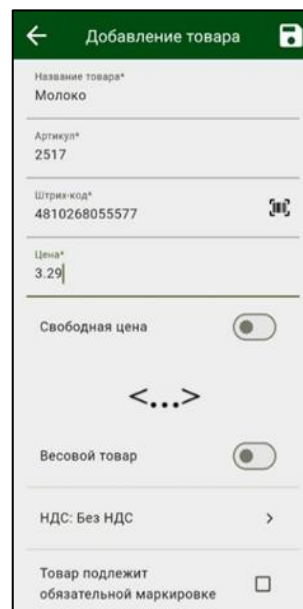 Добавление товара
Название товара*
Молоко
Артикул*
2517
Штрих-код*
4810268055577
Цена*
3.29
Свободная цена
<...>
Весовой товар
НДС: Без НДС
Товар подлежит
обязательной маркировке